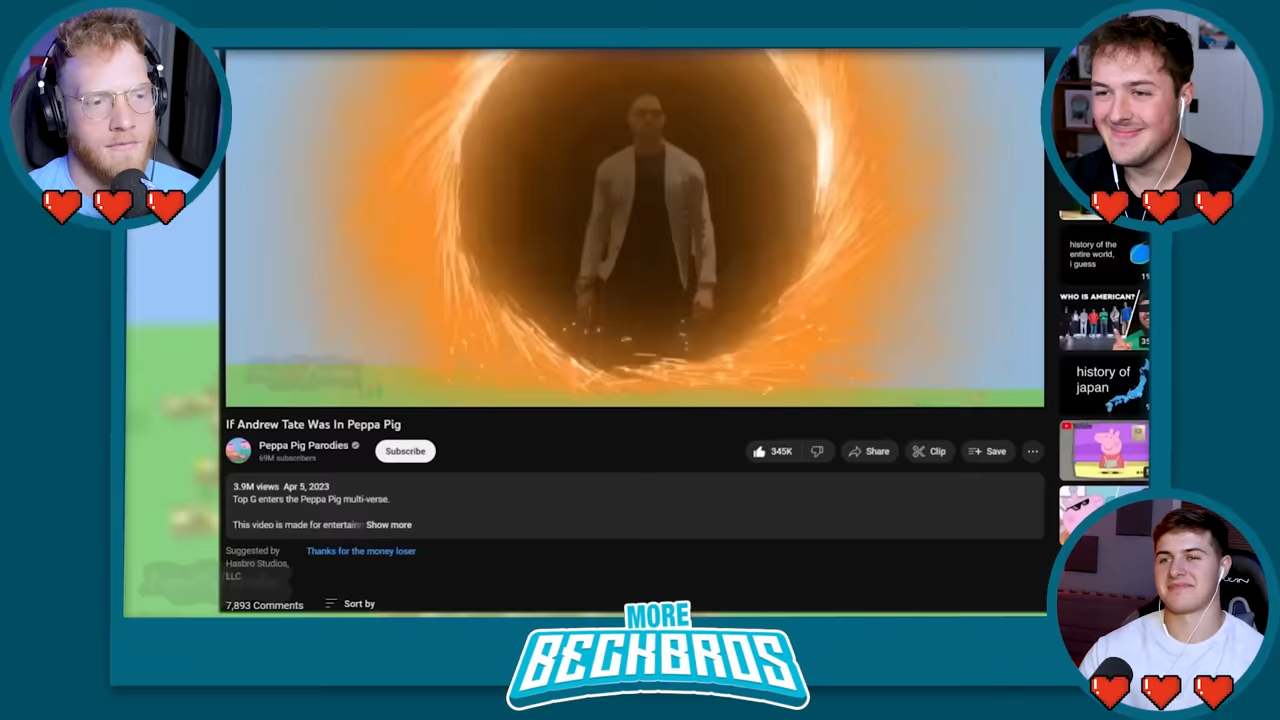 history of the
entire world,
i guess
WHO IS AMERICAN?
history of
japan
If Andrew Tate Was In Peppa Pig
Peppa Pig Parodies
69M subscribers
Subscribe
345K
Share
Clip
Save
3.9M views Apr 5, 2023
Top G enters the Peppa Pig multi-verse.
This video is made for entertain Show more
Suggested by
Hasbro Studios,
LLC
Thanks for the money loser
7,893 Comments
Sort by
MORE
BECKBROS